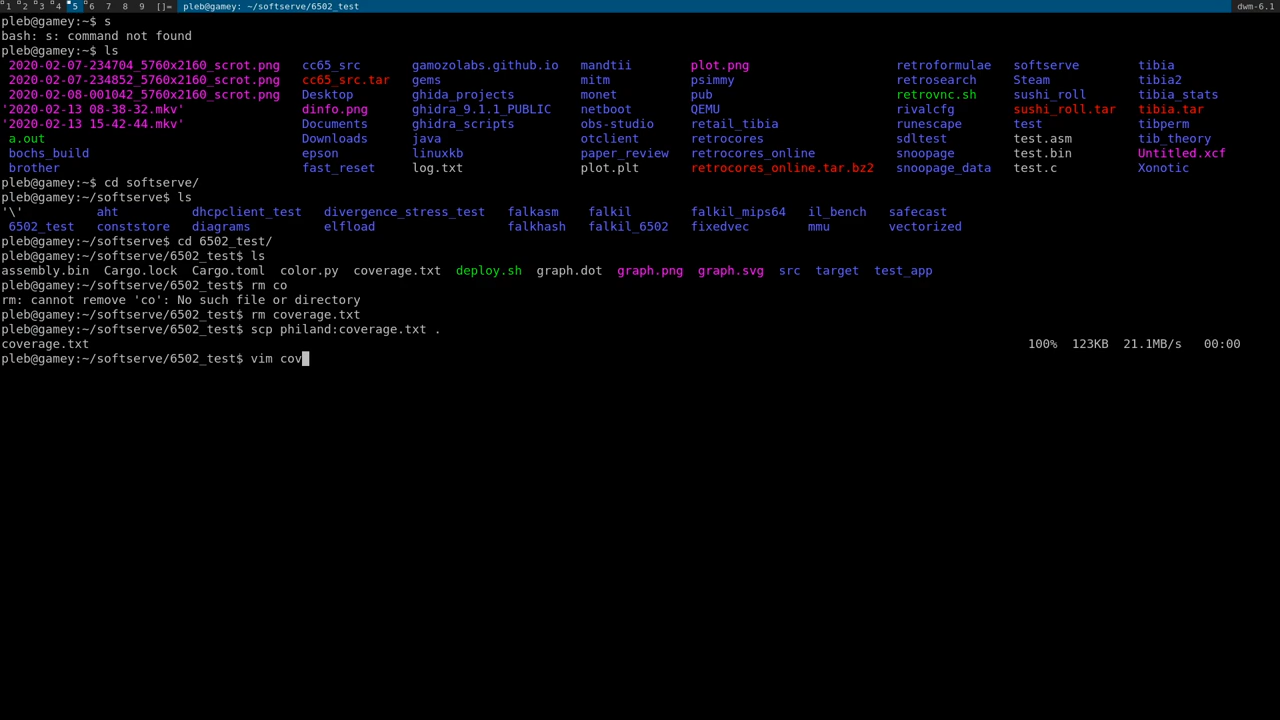 1 2 3 4 5 6 7 8 9 []= pleb@gamey: ~/softserve/6502_test dwm-6.1
pleb@gamey:~$ s
bash: s: command not found
pleb@gamey:~$ ls
2020-02-07-234704_5760x2160_scrot.png cc65_src gamozolabs.github.io mandtii plot.png retroformulae softserve tibia
2020-02-07-234852_5760x2160_scrot.png cc65_src.tar gems mitm psimmy retrosearch Steam tibia2
2020-02-08-001042_5760x2160_scrot.png Desktop ghida_projects monet pub retrovnc.sh sushi_roll tibia_stats
'2020-02-13 08-38-32.mkv' dinfo.png ghidra_9.1.1_PUBLIC netboot QEMU rivalcfg sushi_roll.tar tibia.tar
'2020-02-13 15-42-44.mkv' Documents ghidra_scripts obs-studio retail_tibia runescape test tibperm
a.out Downloads java otclient retrocores sdltest test.asm tib_theory
bochs_build epson linuxkb paper_review retrocores_online snoopage test.bin Untitled.xcf
brother fast_reset log.txt plot.plt retrocores_online.tar.bz2 snoopage_data test.c Xonotic
pleb@gamey:~$ cd softserve/
pleb@gamey:~/softserve$ ls
'\' aht dhcpclient_test divergence_stress_test falkasm falkil falkil_mips64 il_bench safecast
6502_test conststore diagrams elfload falkhash falkil_6502 fixedvec mmu vectorized
pleb@gamey:~/softserve$ cd 6502_test/
pleb@gamey:~/softserve/6502_test$ ls
assembly.bin Cargo.lock Cargo.toml color.py coverage.txt deploy.sh graph.dot graph.png graph.svg src target test_app
pleb@gamey:~/softserve/6502_test$ rm co
rm: cannot remove 'co': No such file or directory
pleb@gamey:~/softserve/6502_test$ rm coverage.txt
pleb@gamey:~/softserve/6502_test$ scp philand:coverage.txt .
coverage.txt 100% 123KB 21.1MB/s 00:00
pleb@gamey:~/softserve/6502_test$ vim cov